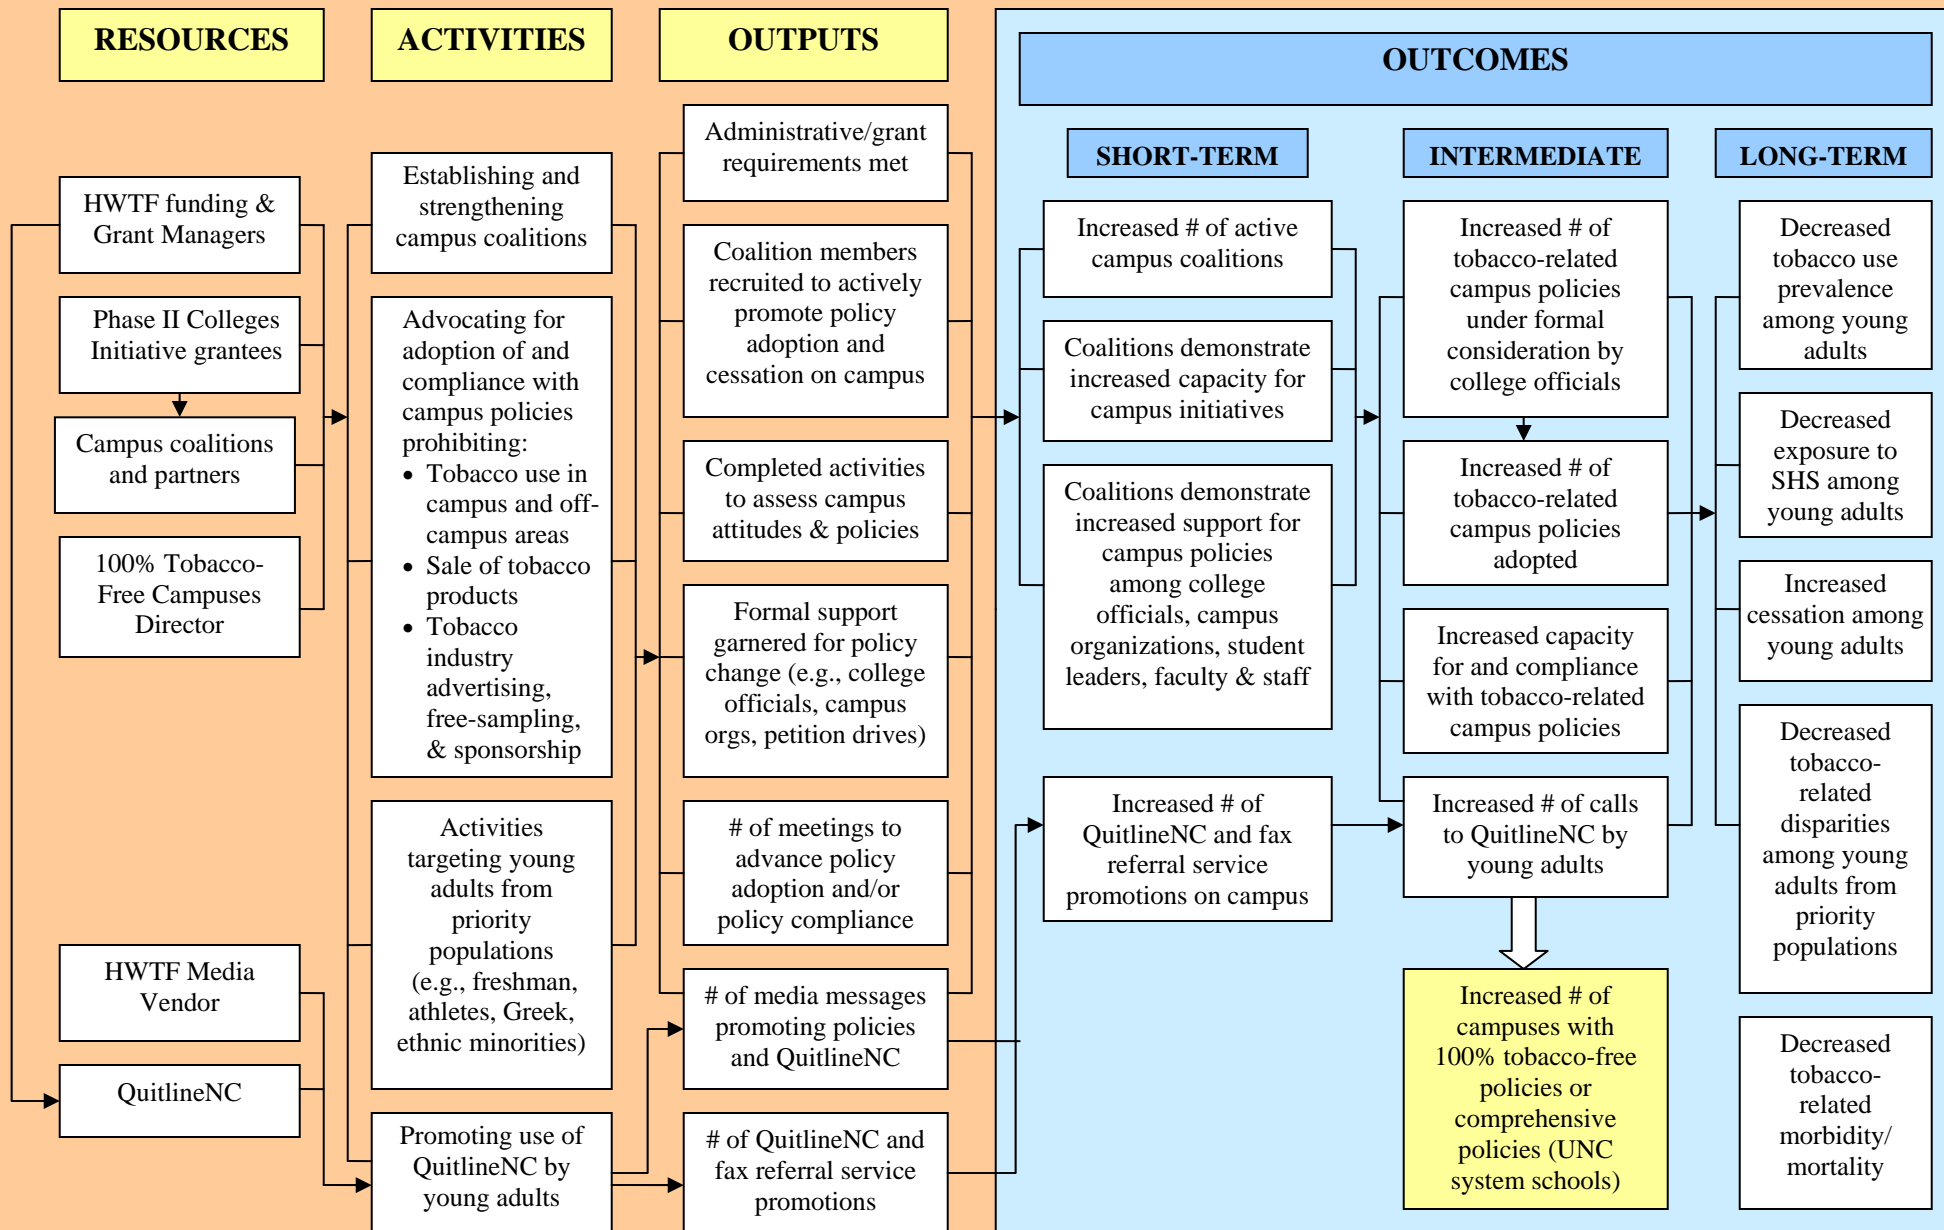 RESOURCES
HWTF funding &
Grant Managers
Phase II Colleges
Initiative grantees
Campus coalitions
and partners
100% Tobacco-
Free Campuses
Director
HWTF Media
Vendor
QuitlineNC
ACTIVITIES
Establishing and
strengthening
campus coalitions
Advocating for
adoption of and
compliance with
campus policies
prohibiting:
• Tobacco use in
campus and off-
campus areas
• Sale of tobacco
products
• Tobacco
industry
advertising,
free-sampling,
& sponsorship
Activities
targeting young
adults from
priority
populations
(e.g., freshman,
athletes, Greek,
ethnic minorities)
Promoting use of
QuitlineNC by
young adults
OUTPUTS
Administrative/grant
requirements met
Coalition members
recruited to actively
promote policy
adoption and
cessation on campus
Completed activities
to assess campus
attitudes & policies
Formal support
garnered for policy
change (e.g., college
officials, campus
orgs, petition drives)
# of meetings to
advance policy
adoption and/or
policy compliance
# of media messages
promoting policies
and QuitlineNC
# of QuitlineNC and
fax referral service
promotions
OUTCOMES
SHORT-TERM
Increased # of active
campus coalitions
Coalitions demonstrate
increased capacity for
campus initiatives
Coalitions demonstrate
increased support for
campus policies
among college
officials, campus
organizations, student
leaders, faculty & staff
Increased # of
QuitlineNC and fax
referral service
promotions on campus
INTERMEDIATE
Increased # of
tobacco-related
campus policies
under formal
consideration by
college officials
Increased # of
tobacco-related
campus policies
adopted
Increased capacity
for and compliance
with tobacco-related
campus policies
Increased # of calls
to QuitlineNC by
young adults
Increased # of
campuses with
100% tobacco-free
policies or
comprehensive
policies (UNC
system schools)
LONG-TERM
Decreased
tobacco use
prevalence
among young
adults
Decreased
exposure to
SHS among
young adults
Increased
cessation among
young adults
Decreased
tobacco-
related
disparities
among young
adults from
priority
populations
Decreased
tobacco-
related
morbidity/
mortality